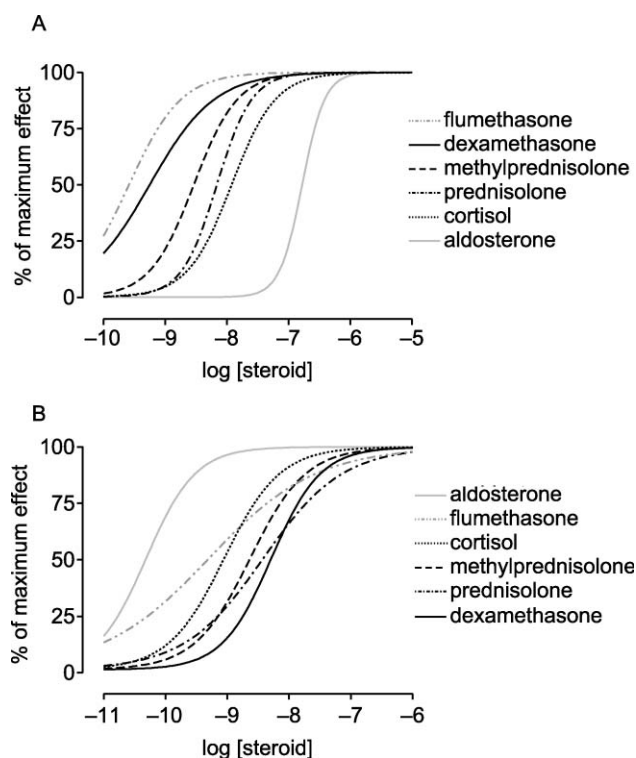 A
% of maximum effect
100
75
50
25
0
–10 –9 –8 –7 –6 –5
log [steroid]
flumethasone
dexamethasone
methylprednisolone
prednisolone
cortisol
aldosterone
B
% of maximum effect
100
75
50
25
0
–11 –10 –9 –8 –7 –6
log [steroid]
aldosterone
flumethasone
cortisol
methylprednisolone
prednisolone
dexamethasone